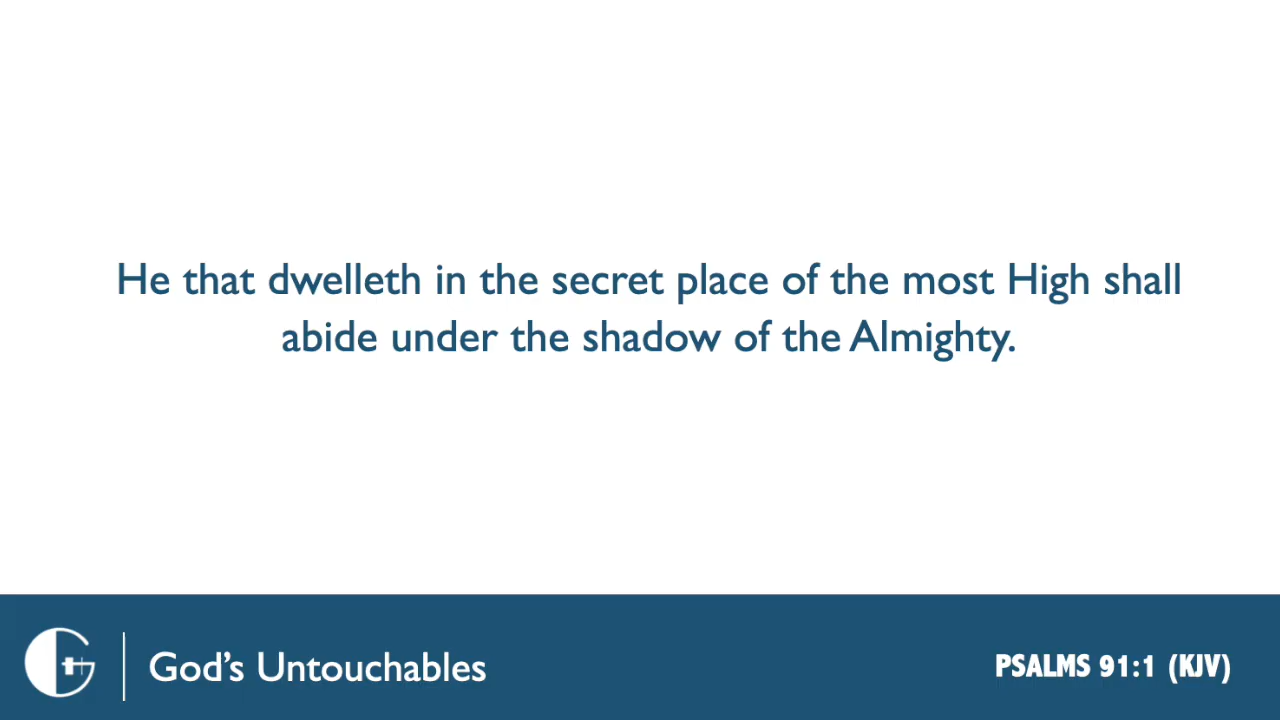 He that dwelleth in the secret place of the most High shall
abide under the shadow of the Almighty.
God's Untouchables
PSALMS 91:1 (KJV)